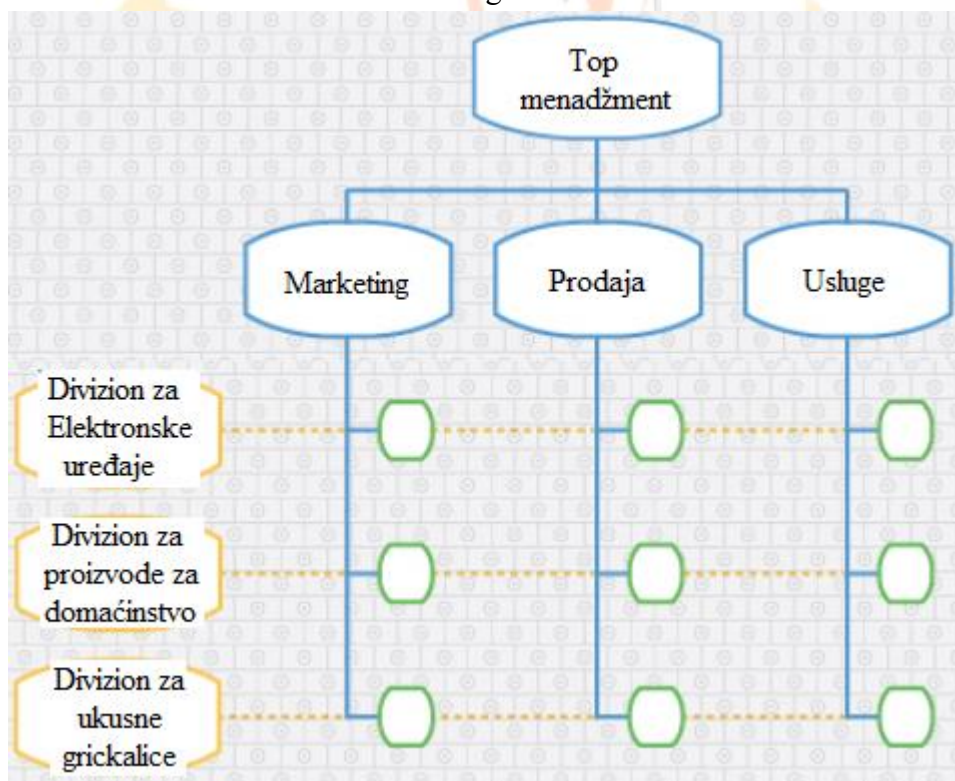 Top
menadžment
Marketing
Prodaja
Usluge
Divizion za
Elektronske
uređaje
Divizion za
proizvode za
domaćinstvo
Divizion za
ukusne
grickalice